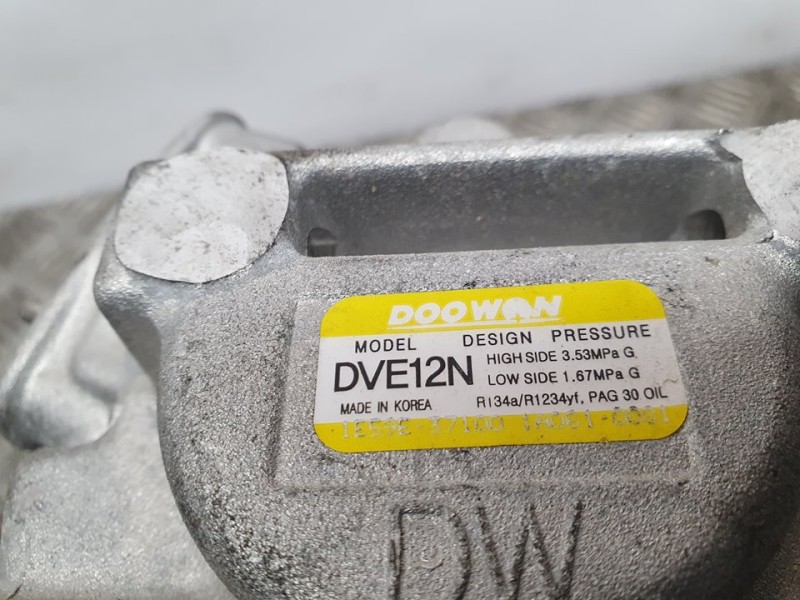 DOOWON
MODEL DESIGN PRESSURE
DVE12N HIGH SIDE 3.53MPa G
LOW SIDE 1.67MPa G
MADE IN KOREA R134a/R1234yf, PAG 30 OIL
DW